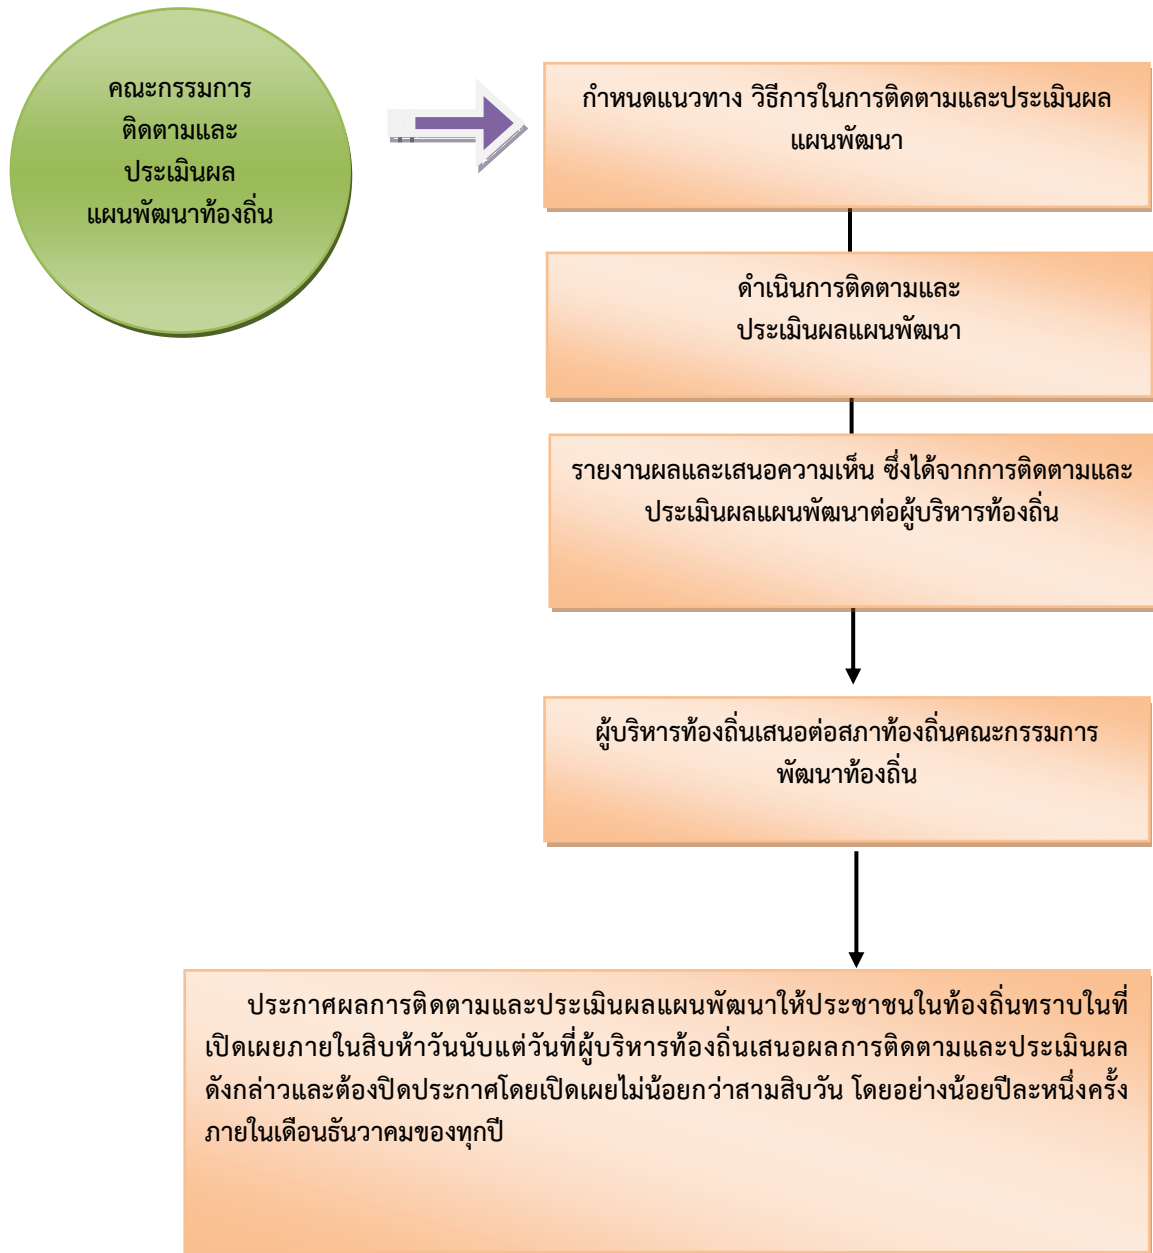 คณะกรรมการ
ติดตามและ
ประเมินผล
แผนพัฒนาท้องถิ่น
กำหนดแนวทาง วิธีการในการติดตามและประเมินผล
แผนพัฒนา
ดำเนินการติดตามและ
ประเมินผลแผนพัฒนา
รายงานผลและเสนอความเห็น ซึ่งได้จากการติดตามและ
ประเมินผลแผนพัฒนาต่อผู้บริหารท้องถิ่น
ผู้บริหารท้องถิ่นเสนอต่อสภาท้องถิ่นคณะกรรมการ
พัฒนาท้องถิ่น
ประกาศผลการติดตามและประเมินผลแผนพัฒนาให้ประชาชนในท้องถิ่นทราบในที่
เปิดเผยภายในสิบห้าวันนับแต่วันที่ผู้บริหารท้องถิ่นเสนอผลการติดตามและประเมินผล
ดังกล่าวและต้องปิดประกาศโดยเปิดเผยไม่น้อยกว่าสามสิบวัน โดยอย่างน้อยปีละหนึ่งครั้ง
ภายในเดือนธันวาคมของทุกปี